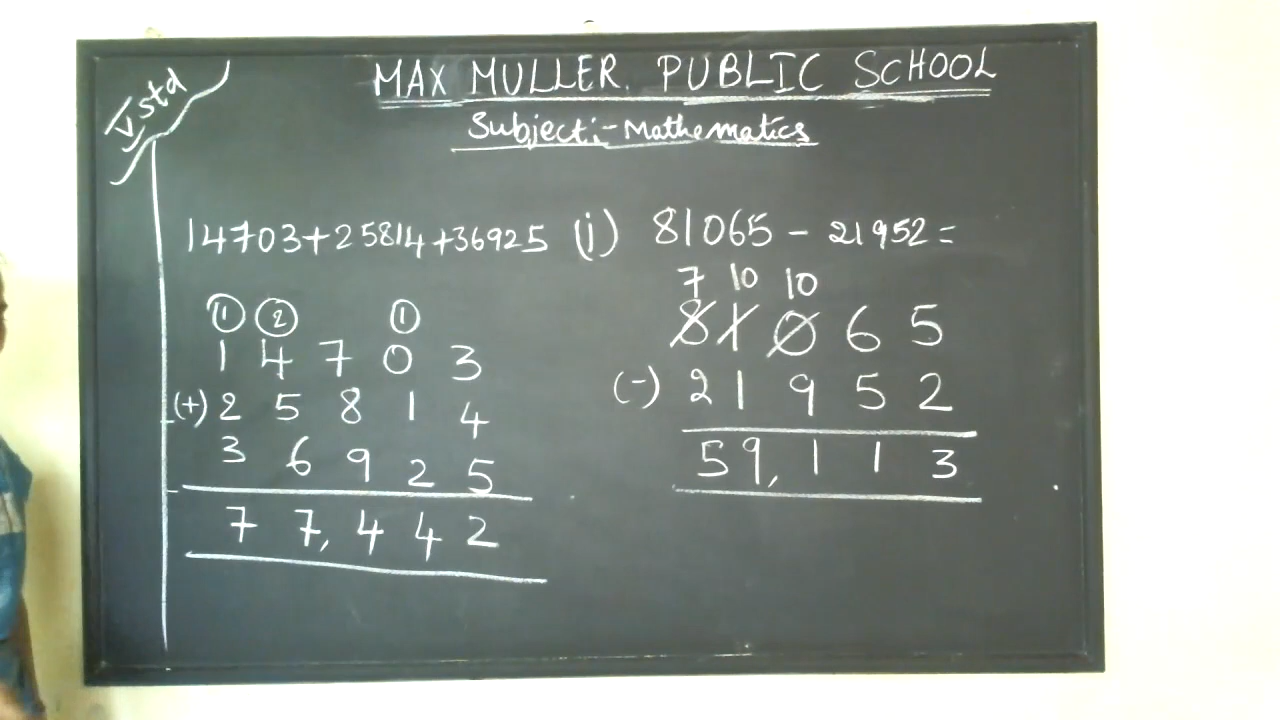 V std
MAX MULLER. PUBLIC SCHOOL
Subject:- Mathematics
14703+25814+36925
① ② ①
1 4 7 0 3
(+) 2 5 8 1 4
3 6 9 2 5
7 7, 4 4 2
(i) 81065 - 21952 =
7 10 10
8 1 0 6 5
(-) 2 1 9 5 2
5 9, 1 1 3